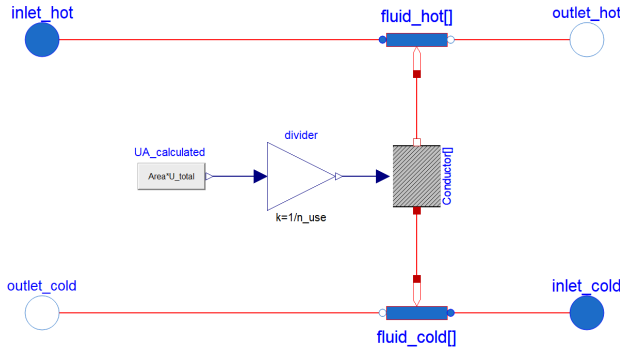 inlet_hot
fluid_hot[]
outlet_hot
divider
UA_calculated
Area*U_total
Conductor[]
k=1/n_use
outlet_cold
inlet_cold
fluid_cold[]